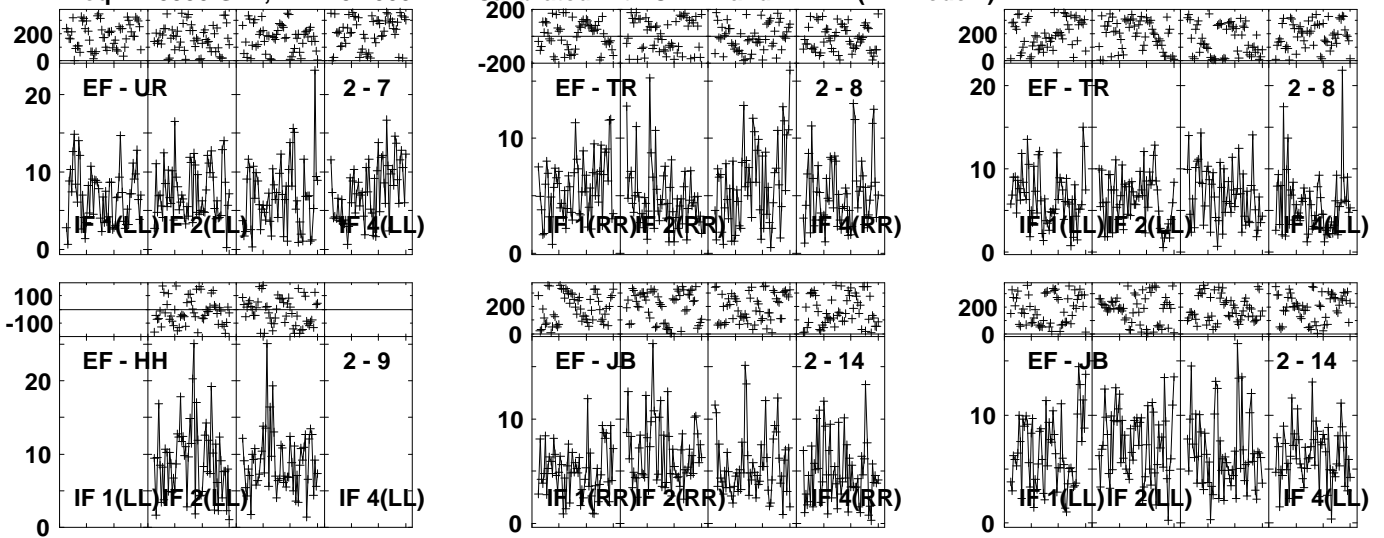 200
200
200
0
-200
0
EF - UR 2 - 7
EF - TR 2 - 8
EF - TR 2 - 8
20
10
0
10
0
20
10
0
IF 1(LL) IF 2(LL) IF 4(LL)
IF 1(RR) IF 2(RR) IF 4(RR)
IF 1(LL) IF 2(LL) IF 4(LL)
100
-100
200
0
200
0
EF - HH 2 - 9
EF - JB 2 - 14
EF - JB 2 - 14
20
10
0
10
0
10
0
IF 1(LL) IF 2(LL) IF 4(LL)
IF 1(RR) IF 2(RR) IF 4(RR)
IF 1(LL) IF 2(LL) IF 4(LL)